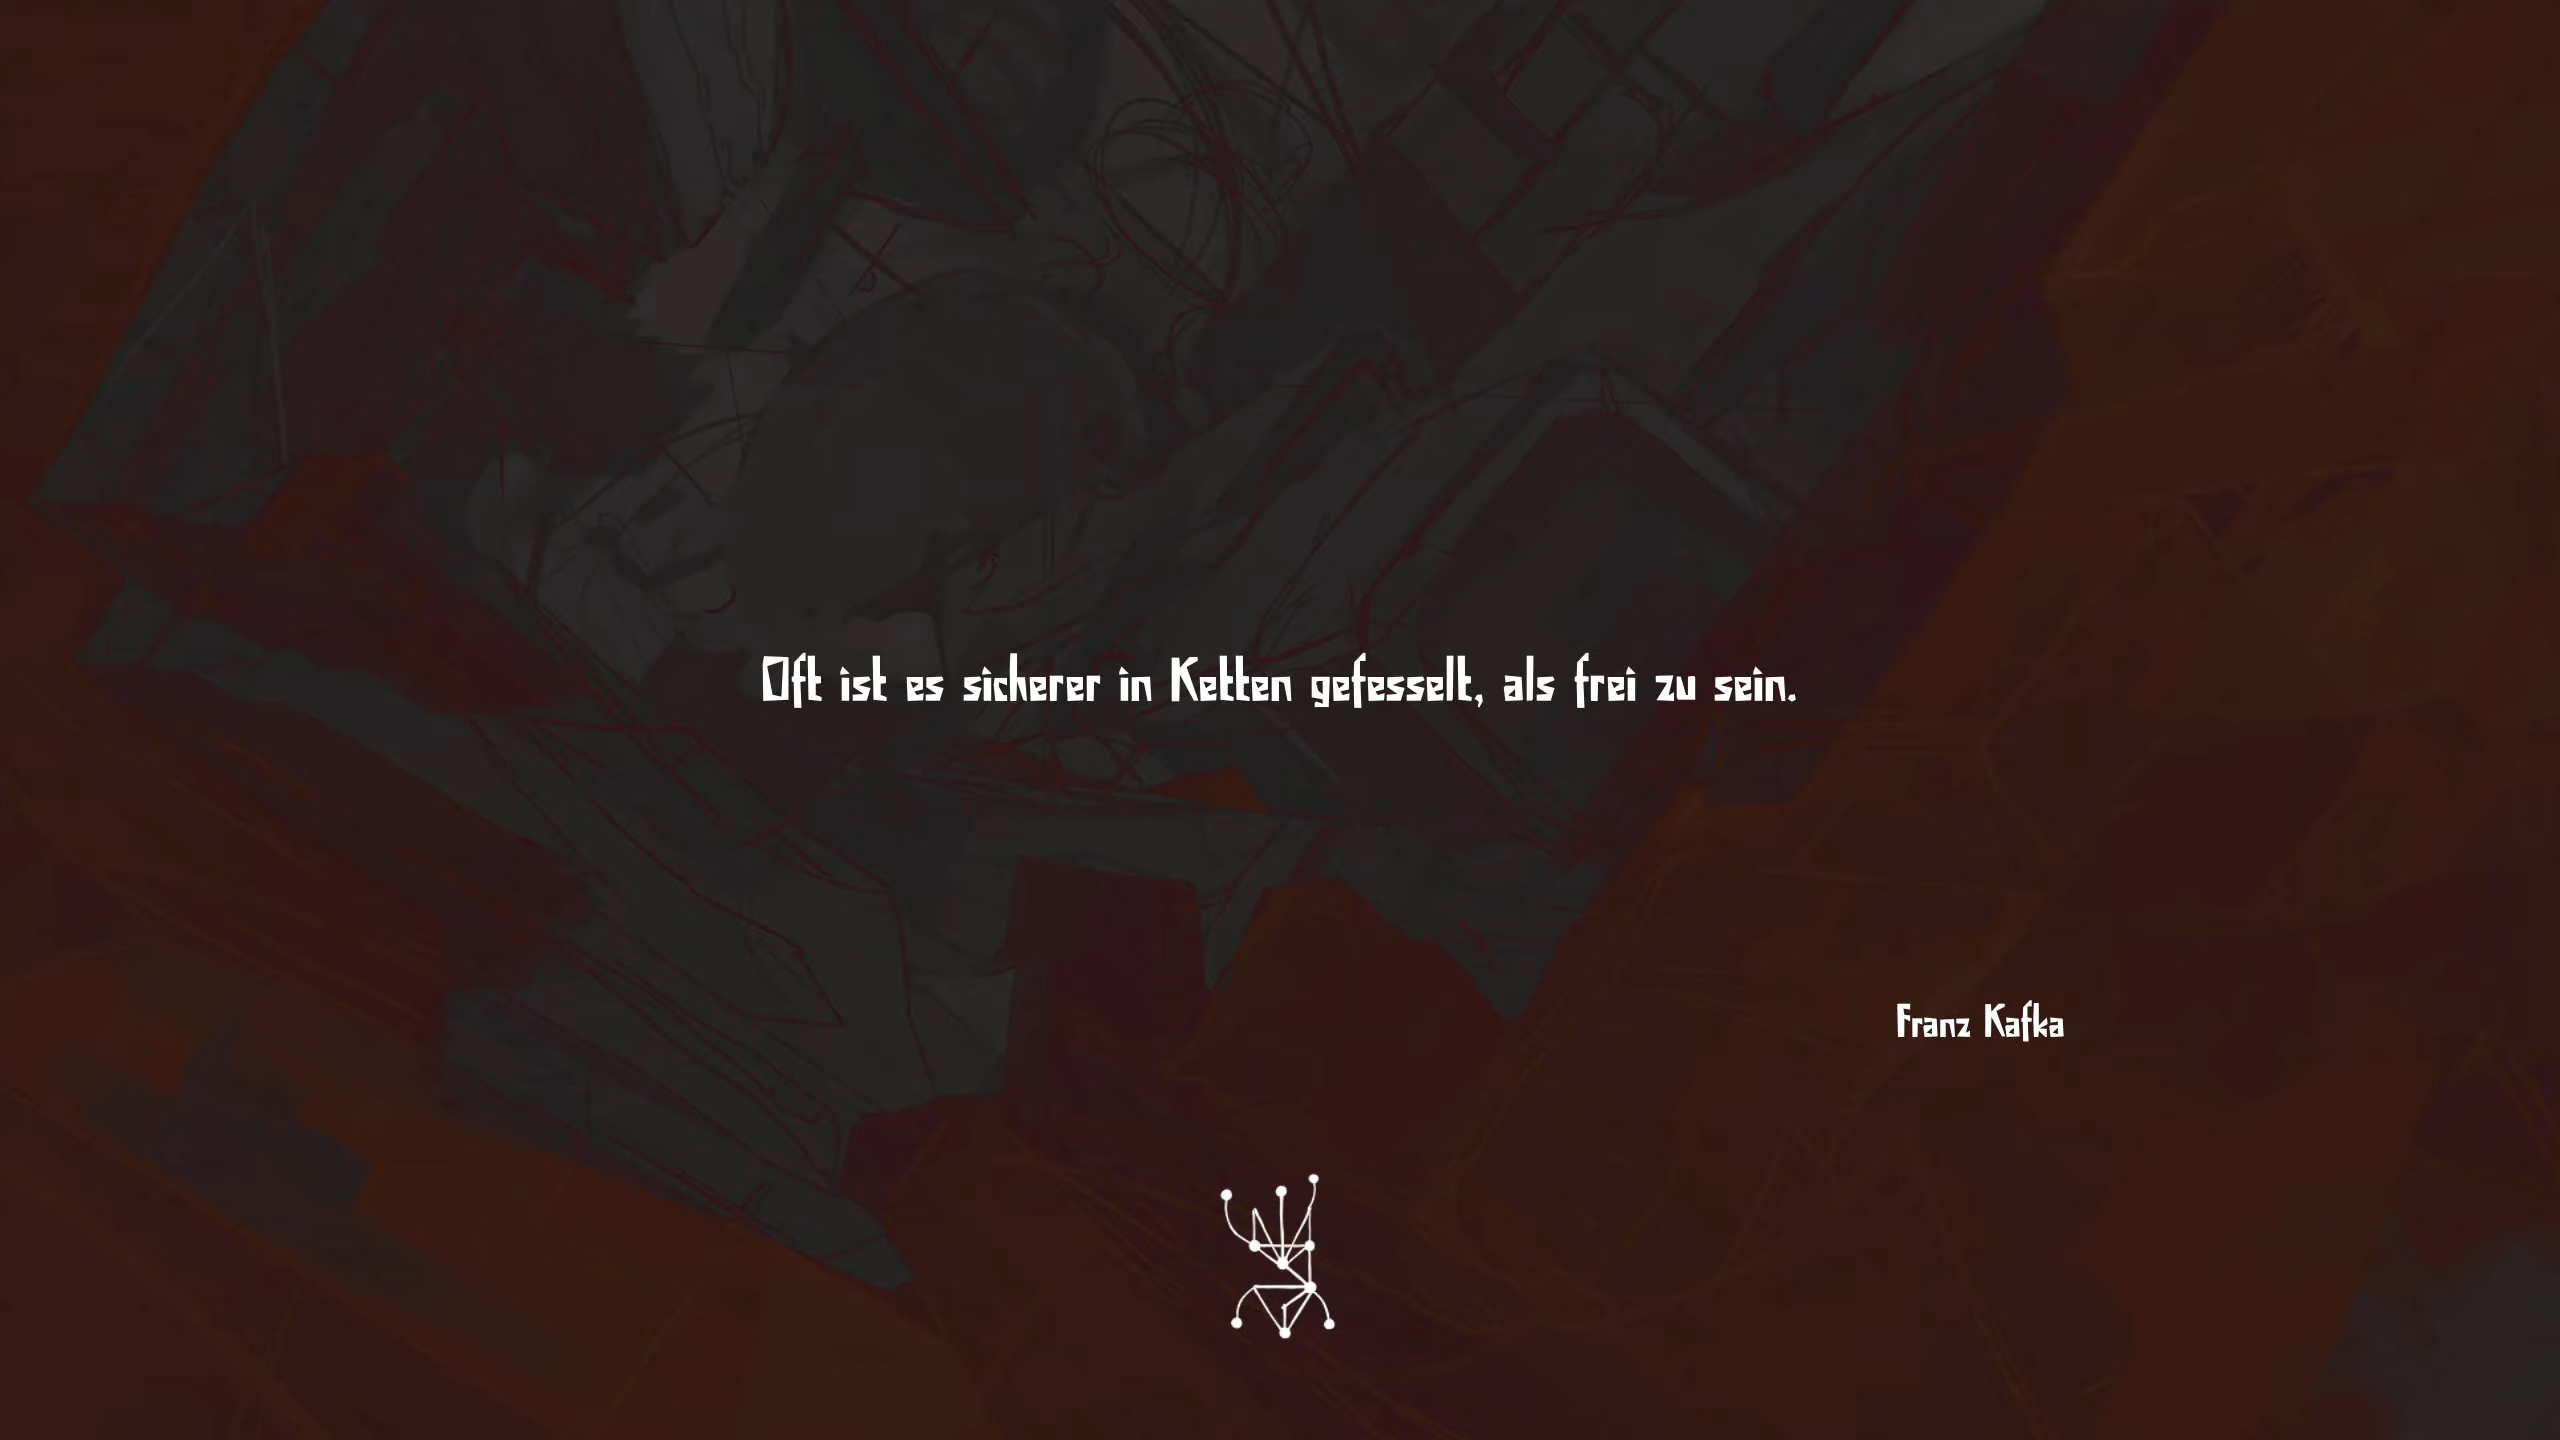 Oft ist es sicherer in Ketten gefesselt, als frei zu sein.
Franz Kafka